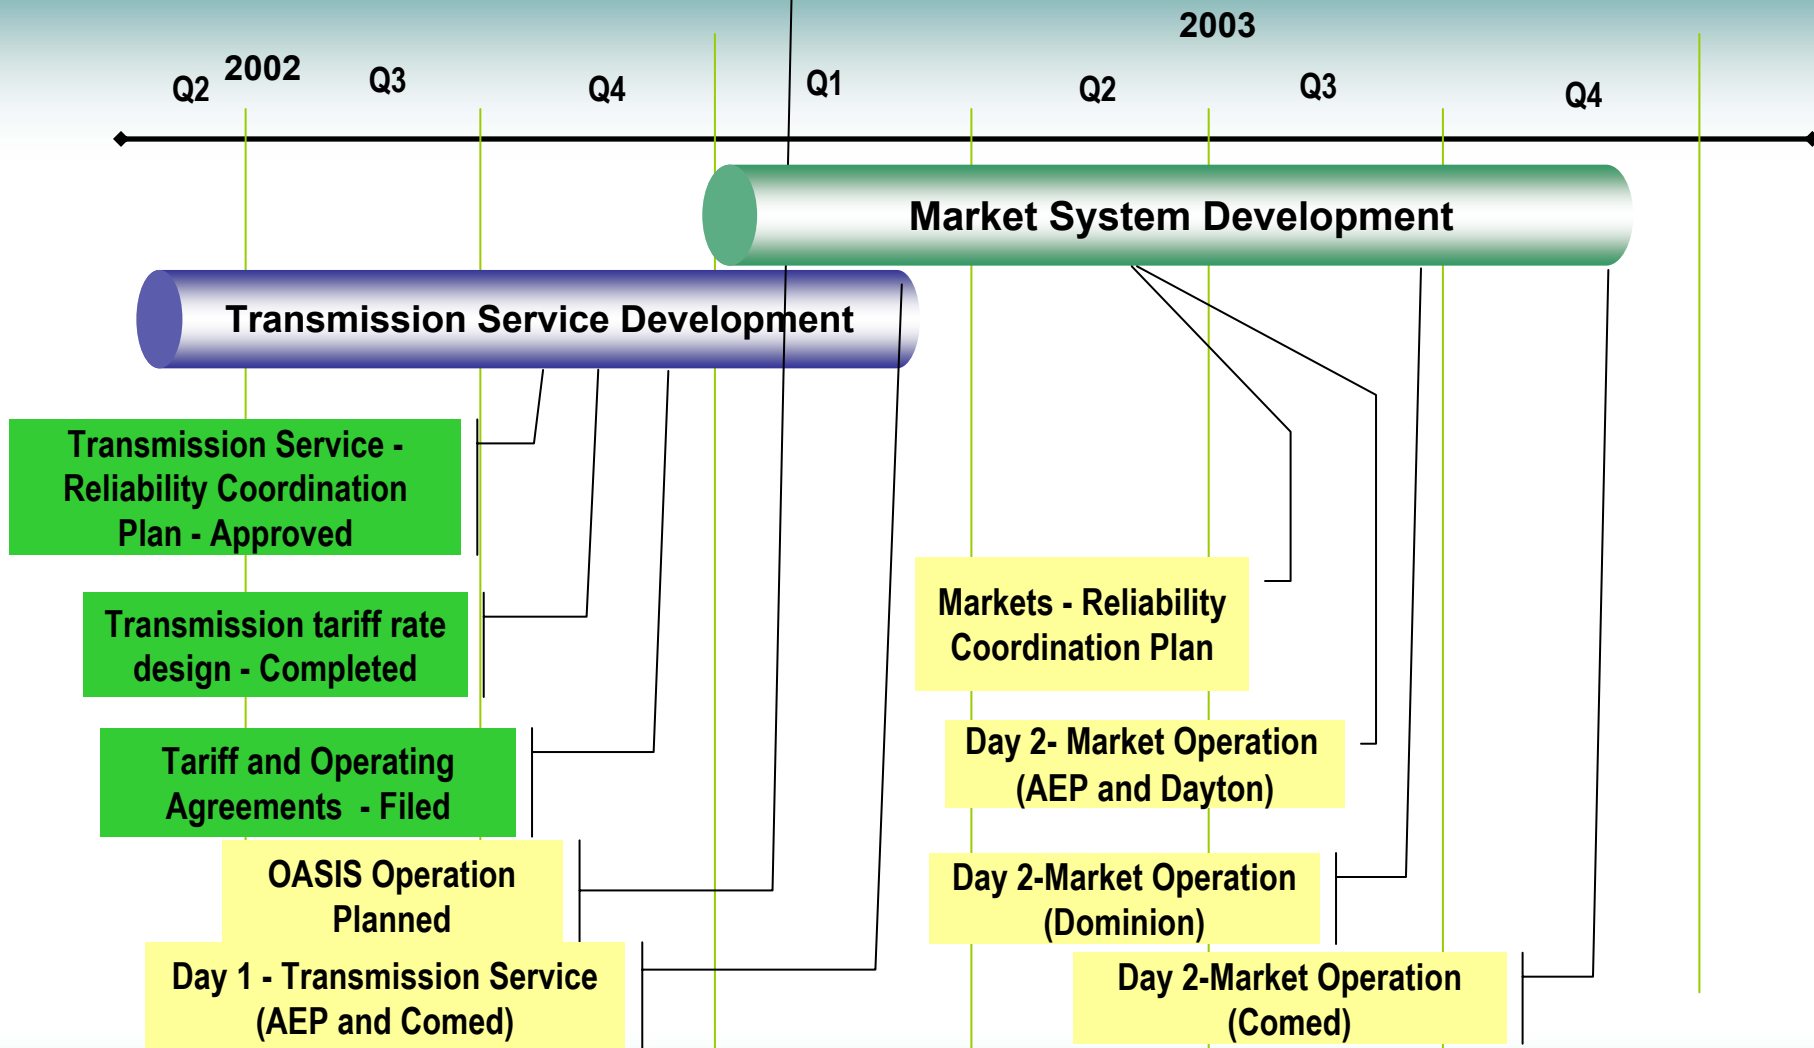 2003
2002
Q2
Q3
Q4
Q1
Q2
Q3
Q4
Market System Development
Transmission Service Development
Transmission Service -
Reliability Coordination
Plan - Approved
Transmission tariff rate
design - Completed
Tariff and Operating
Agreements  - Filed
OASIS Operation
Planned
Day 1 - Transmission Service
(AEP and Comed)
Markets - Reliability
Coordination Plan
Day 2- Market Operation
(AEP and Dayton)
Day 2-Market Operation
(Dominion)
Day 2-Market Operation
(Comed)